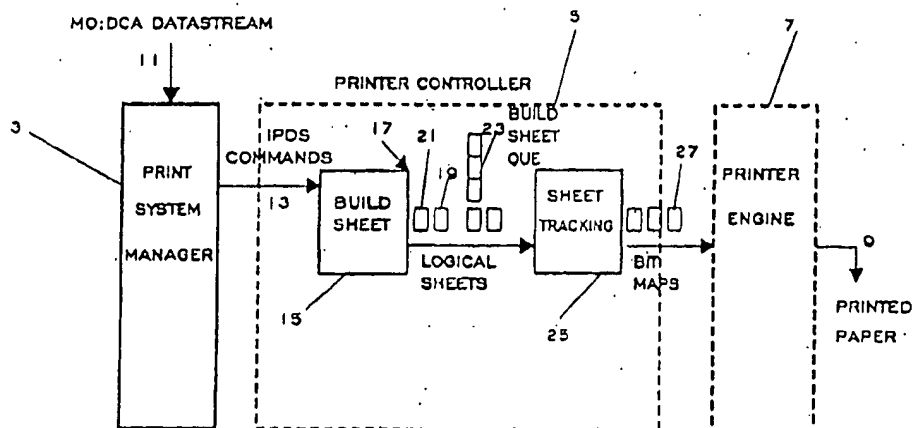 MO:DCA DATASTREAM
11
5
7
PRINTER CONTROLLER
3
IPDS
COMMANDS
17
21
19
23
BUILD
SHEET
QUE
27
PRINT
SYSTEM
MANAGER
13
BUILD
SHEET
SHEET
TRACKING
PRINTER
ENGINE
9
LOGICAL
SHEETS
BIT
MAPS
15
25
PRINTED
PAPER